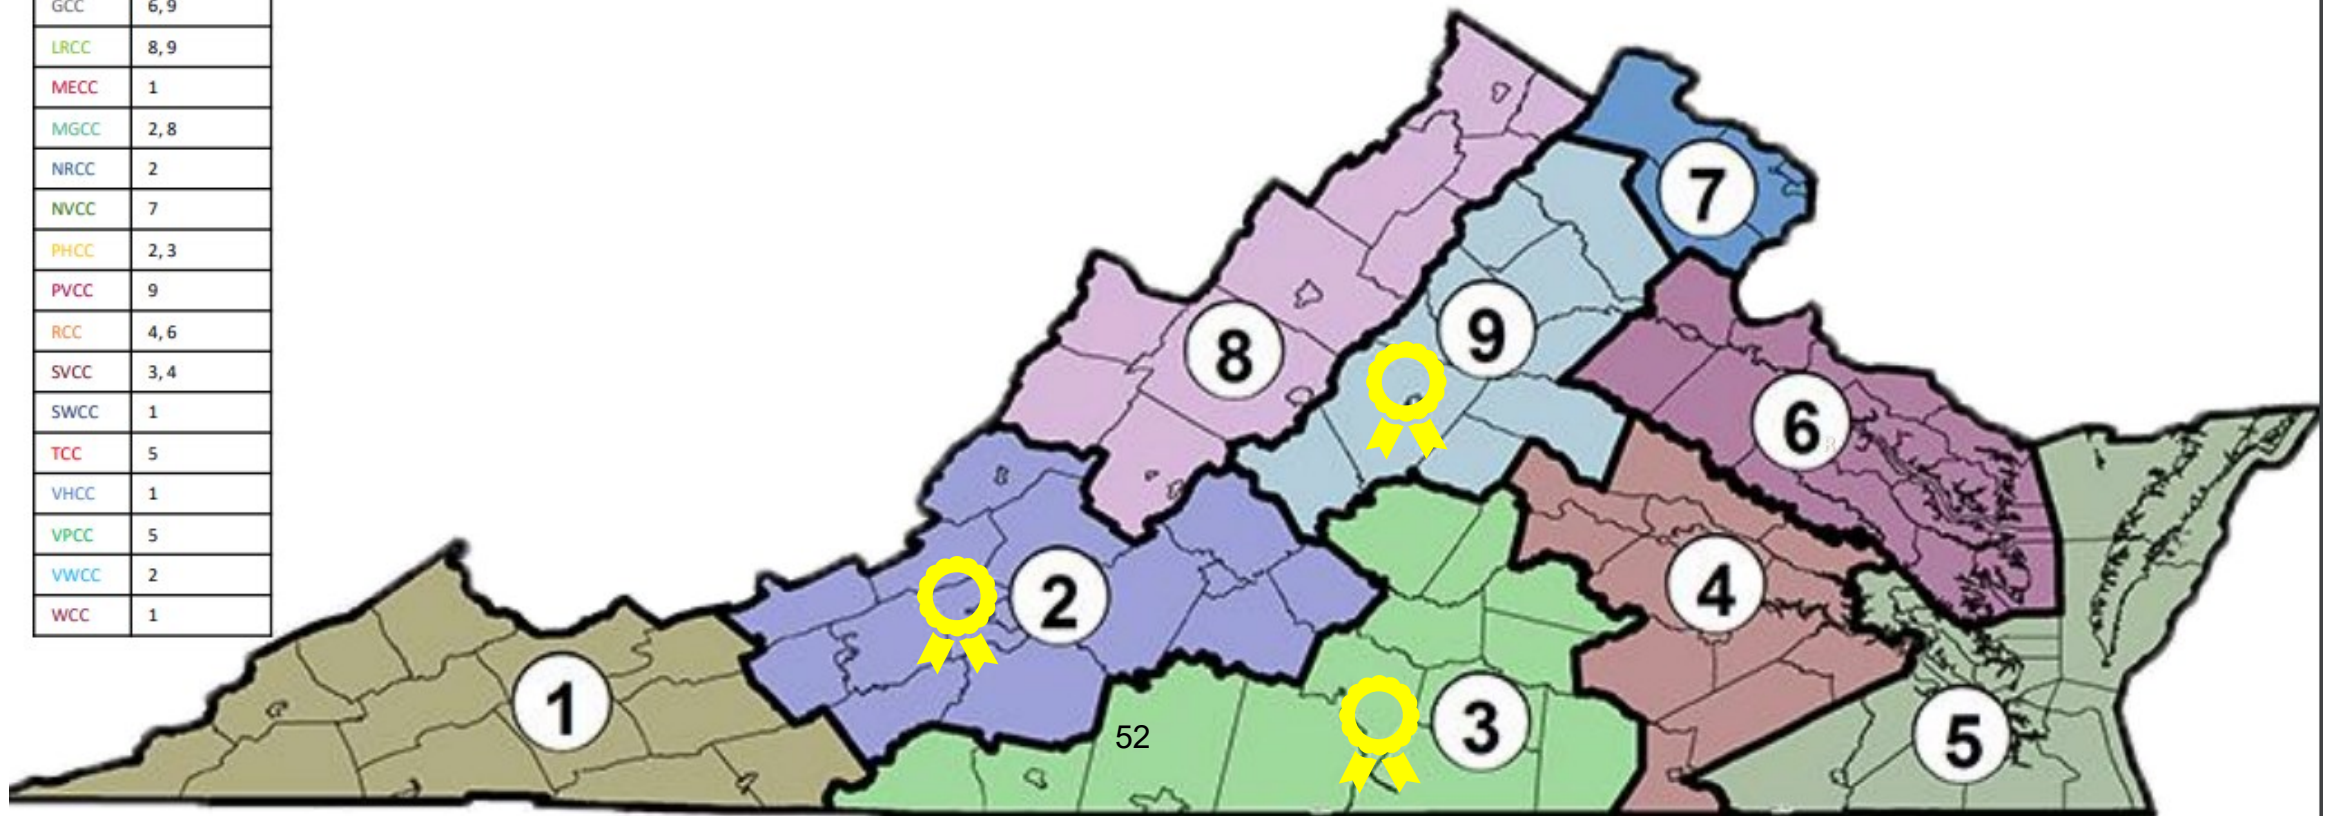 GCC 6, 9
LRCC 8, 9
MECC 1
MGCC 2, 8
NRCC 2
NVCC 7
PHCC 2, 3
PVCC 9
RCC 4, 6
SVCC 3, 4
SWCC 1
TCC 5
VHCC 1
VPCC 5
VWCC 2
WCC 1
7
9
8
6
2
4
1
3
52
5